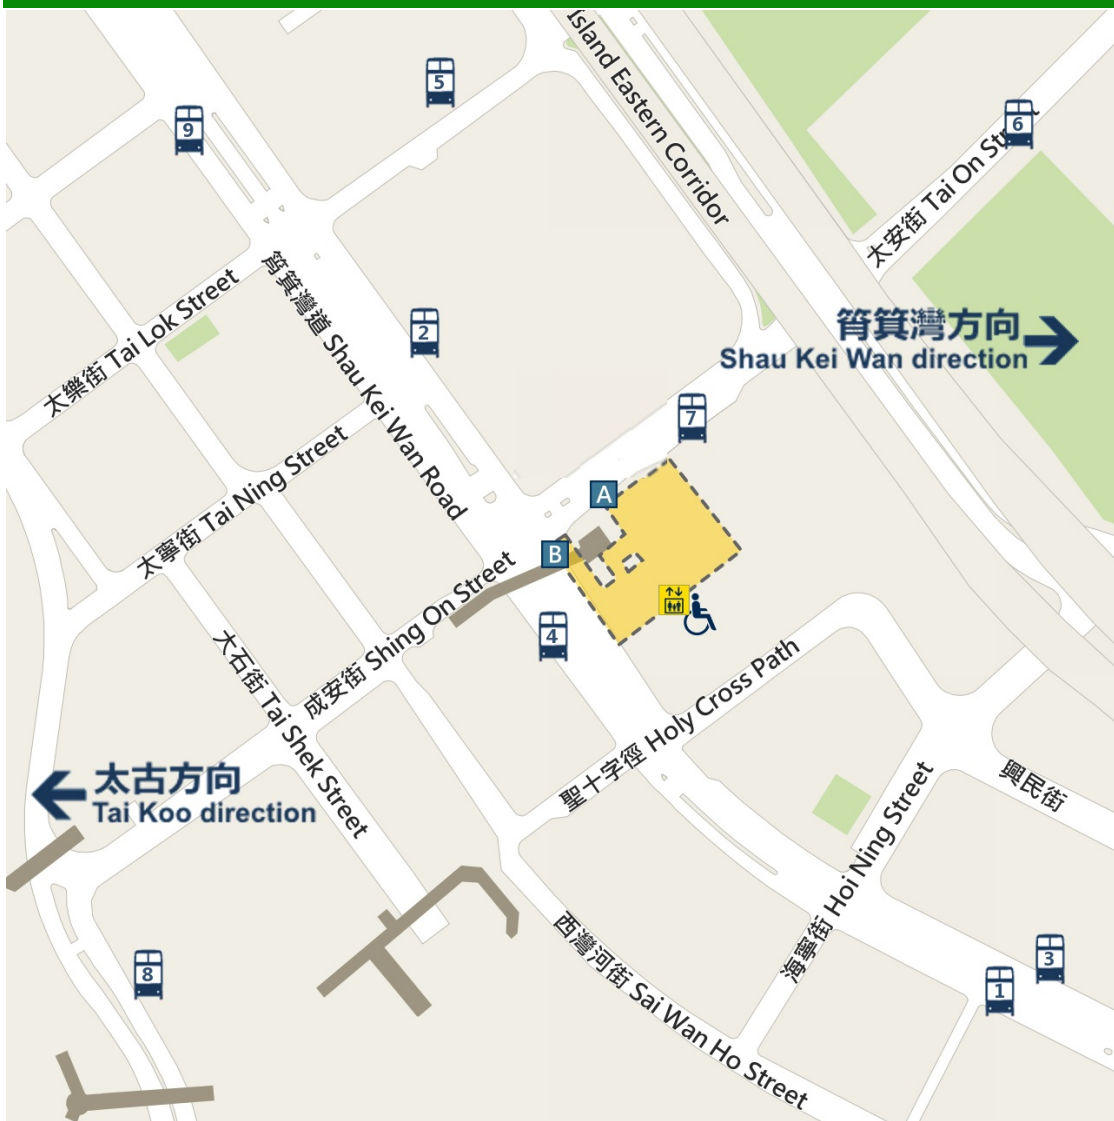 Island Eastern Corridor
5
9
6
太安街 Tai On Street
筲箕灣道 Shau Kei Wan Road
太樂街 Tai Lok Street
2
筲箕灣方向
Shau Kei Wan direction
7
太寧街 Tai Ning Street
A
B
成安街 Shing On Street
4
大石街 Tai Shek Street
聖十字徑 Holy Cross Path
太古方向
Tai Koo direction
興民街
海寧街 Hoi Ning Street
西灣河街 Sai Wan Ho Street
8
3
1